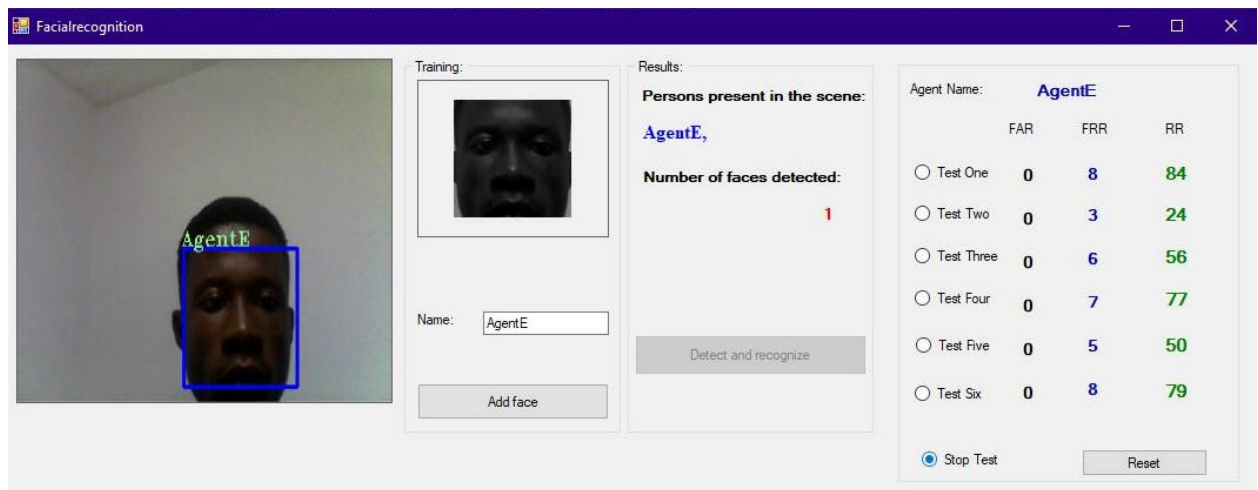 Facialrecognition
AgentE
Training:
Name: AgentE
Add face
Results:
Persons present in the scene:
AgentE,
Number of faces detected:
1
Detect and recognize
Agent Name: AgentE
FAR FRR RR
Test One 0 8 84
Test Two 0 3 24
Test Three 0 6 56
Test Four 0 7 77
Test Five 0 5 50
Test Six 0 8 79
Stop Test Reset